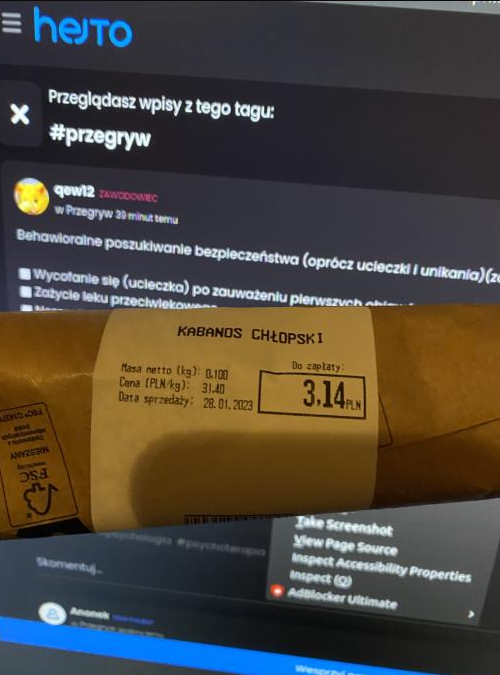 hejto
Przeglądasz wpisy z tego tagu:
#przegryw
qew12 ZAWODOWIEC
w Przegryw 39 minut temu
Behawioralne poszukiwanie bezpieczeństwa (oprócz ucieczki i unikania)
Wycofanie się (ucieczka) po zauważeniu pierwszych
Zażycie leku przeciwlękowego
KABANOS CHŁOPSKI
Masa netto (kg): 0,100
Cena (PLN/kg): 31.40
Data sprzedaży: 28.01.2023
Do zapłaty:
3.14 PLN
MIESZANY
FSC
#psychologia #psychoterapia
Skomentuj...
Take Screenshot
View Page Source
Inspect Accessibility Properties
Inspect (Q)
AdBlocker Ultimate
Anonek